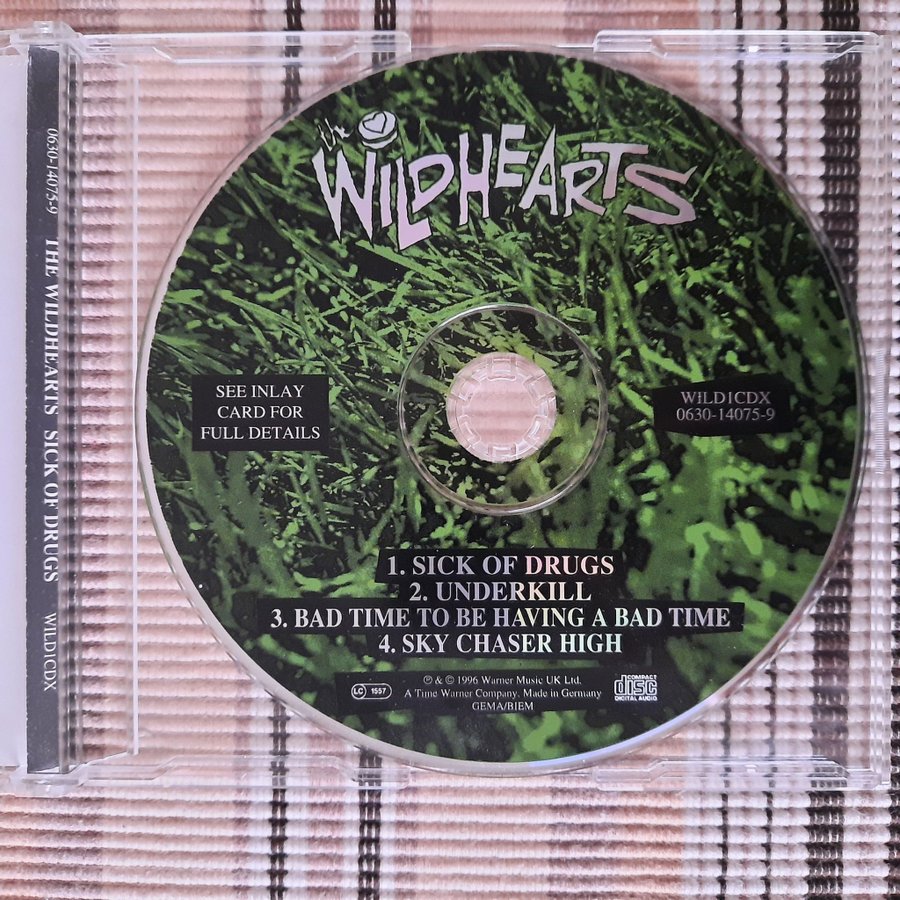 0630-14075-9 THE WILDHEARTS SICK OF DRUGS WILD1CDX
the
WILDHEARTS
SEE INLAY
CARD FOR
FULL DETAILS
WILD1CDX
0630-14075-9
1. SICK OF DRUGS
2. UNDERKILL
3. BAD TIME TO BE HAVING A BAD TIME
4. SKY CHASER HIGH
LC 1557
℗ & © 1996 Warner Music UK Ltd.
A Time Warner Company. Made in Germany
GEMA/BIEM
COMPACT
disc
DIGITAL AUDIO